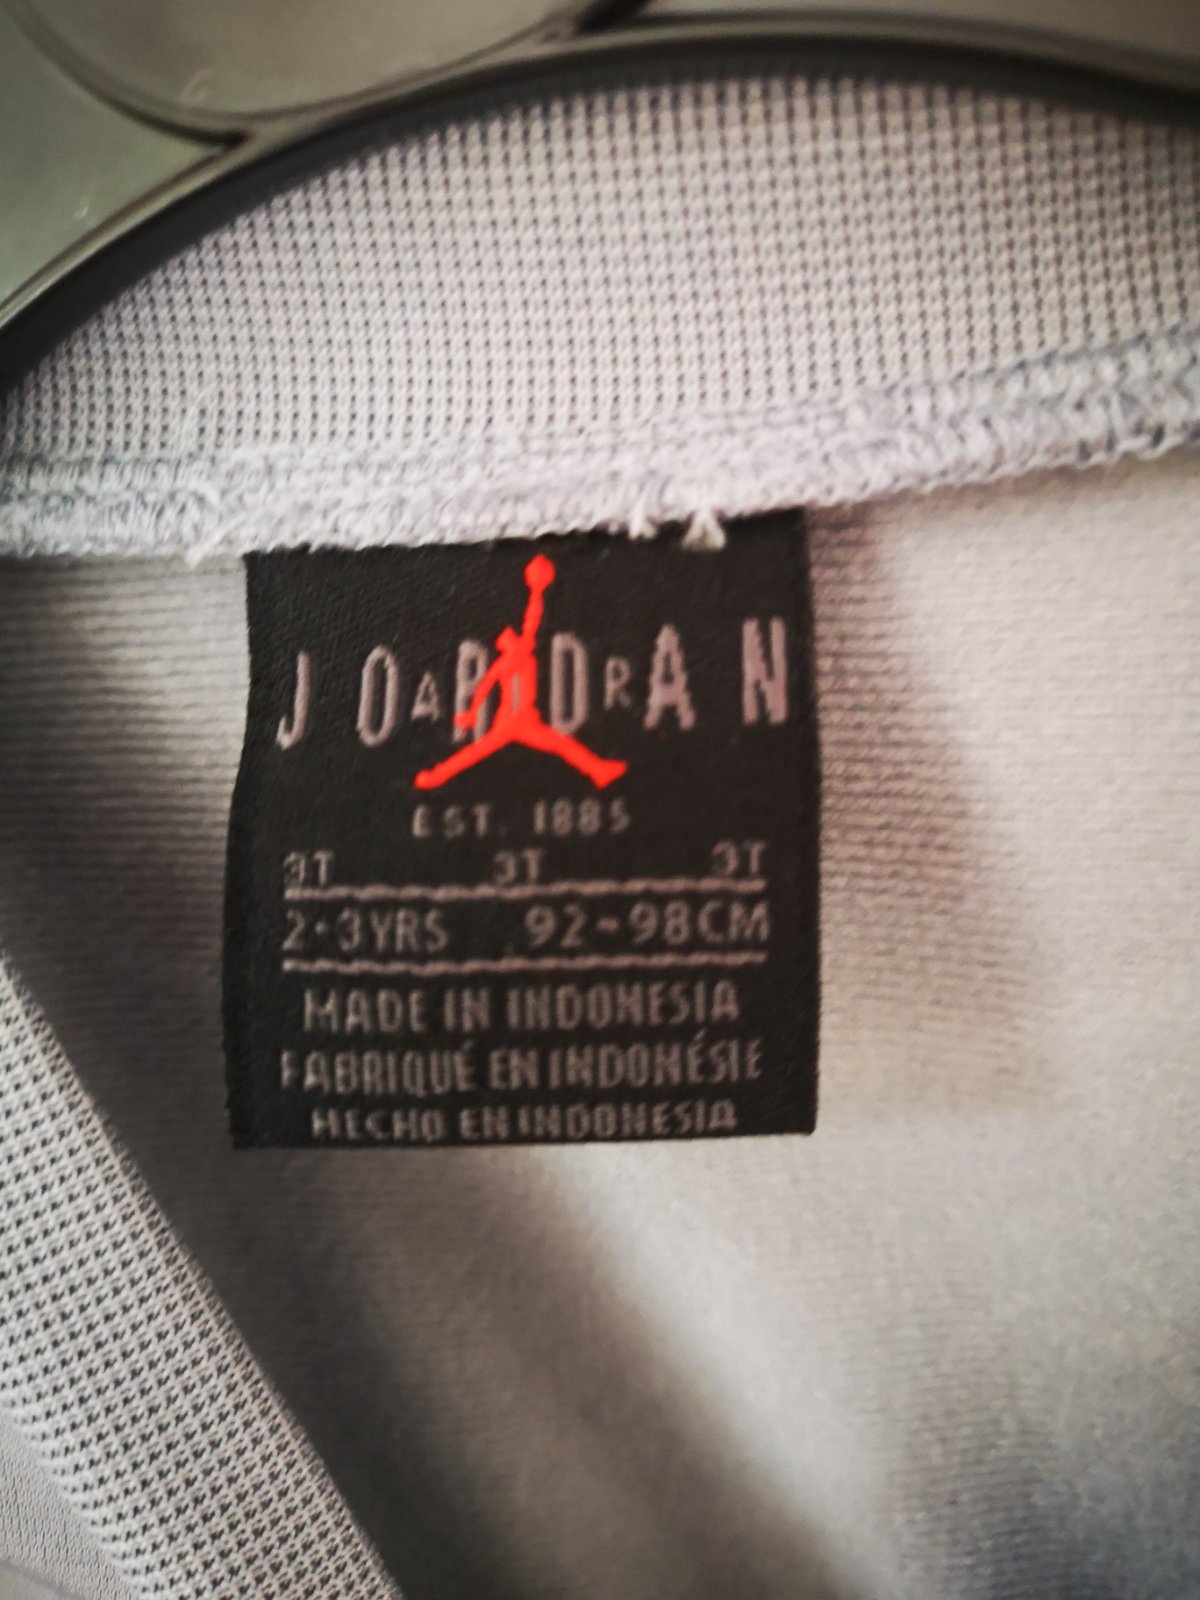 JORDAN
AIR
EST. 1985
3T 3T 3T
2-3YRS 92-98CM
MADE IN INDONESIA
FABRIQUÉ EN INDONÉSIE
HECHO EN INDONESIA